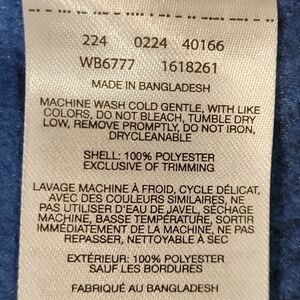 224 0224 40166
WB6777 1618261
MADE IN BANGLADESH
MACHINE WASH COLD GENTLE, WITH LIKE
COLORS, DO NOT BLEACH, TUMBLE DRY
LOW, REMOVE PROMPTLY, DO NOT IRON,
DRYCLEANABLE
SHELL: 100% POLYESTER
EXCLUSIVE OF TRIMMING
LAVAGE MACHINE À FROID, CYCLE DÉLICAT,
AVEC DES COULEURS SIMILAIRES, NE
PAS UTILISER D'EAU DE JAVEL, SÉCHAGE
MACHINE, BASSE TEMPÉRATURE, SORTIR
IMMÉDIATEMENT DE LA MACHINE, NE PAS
REPASSER, NETTOYABLE À SEC
EXTÉRIEUR: 100% POLYESTER
SAUF LES BORDURES
FABRIQUÉ AU BANGLADESH